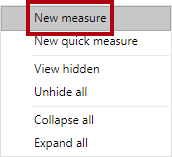 New measure
New quick measure
View hidden
Unhide all
Collapse all
Expand all